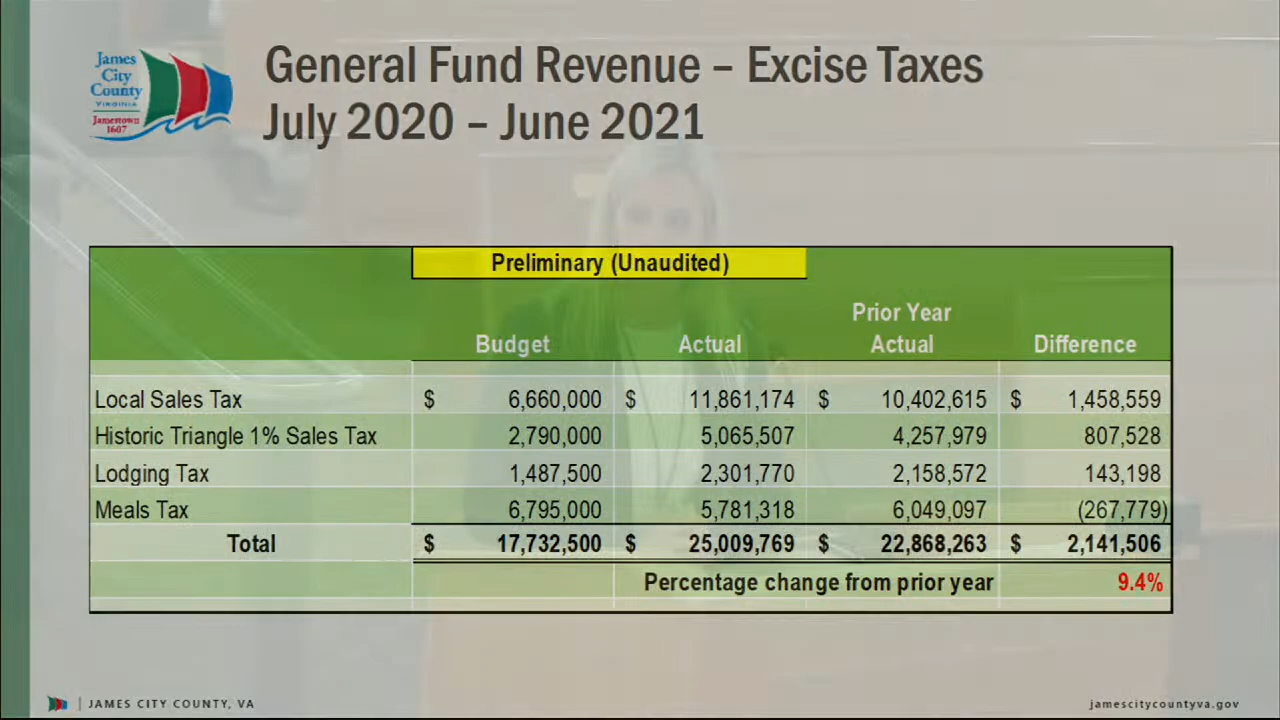 James
City
County
VIRGINIA
Jamestown
1607
General Fund Revenue – Excise Taxes
July 2020 – June 2021
Preliminary (Unaudited)
Budget Actual Prior Year Actual Difference
Local Sales Tax $ 6,660,000 $ 11,861,174 $ 10,402,615 $ 1,458,559
Historic Triangle 1% Sales Tax 2,790,000 5,065,507 4,257,979 807,528
Lodging Tax 1,487,500 2,301,770 2,158,572 143,198
Meals Tax 6,795,000 5,781,318 6,049,097 (267,779)
Total $ 17,732,500 $ 25,009,769 $ 22,868,263 $ 2,141,506
Percentage change from prior year 9.4%
JAMES CITY COUNTY, VA jamescitycountyva.gov